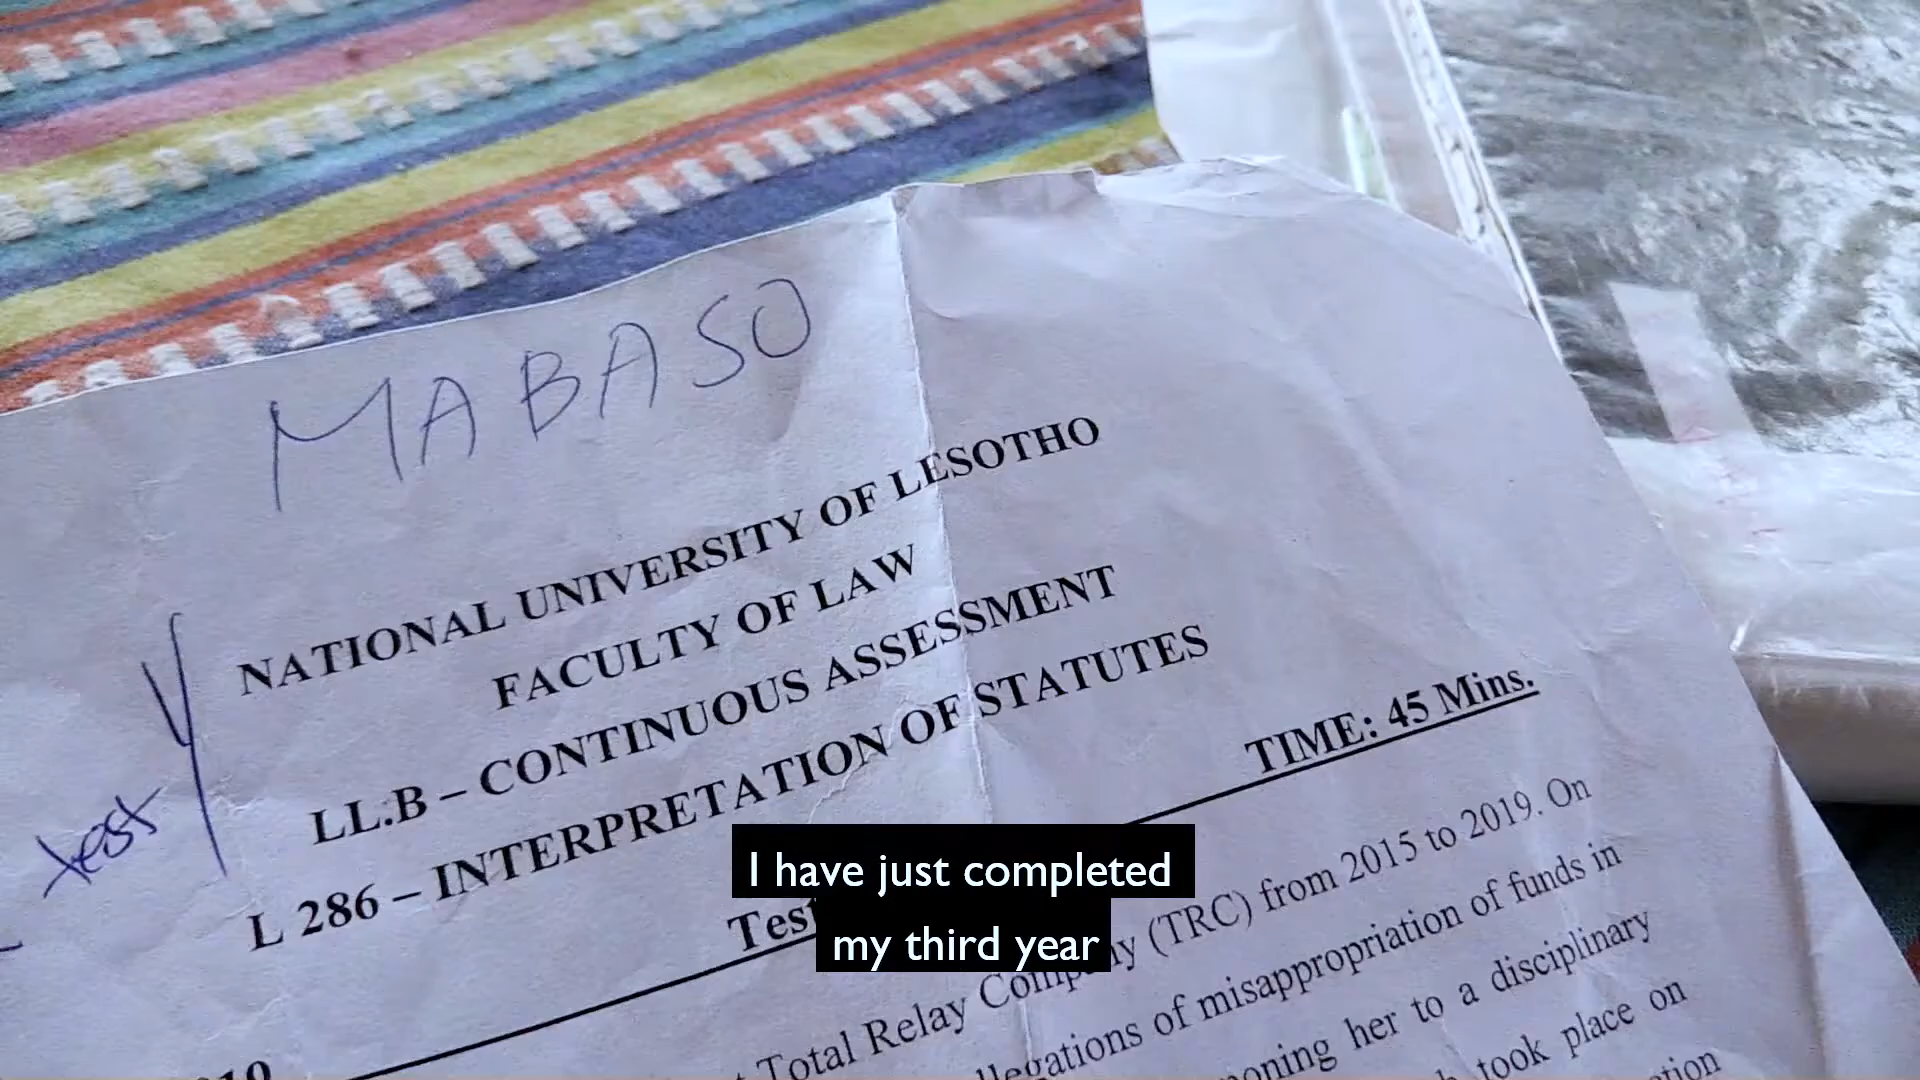 MABASO
NATIONAL UNIVERSITY OF LESOTHO
FACULTY OF LAW
LL.B – CONTINUOUS ASSESSMENT
L 286 – INTERPRETATION OF STATUTES
test
TIME: 45 Mins.
Test
(TRC) from 2015 to 2019. On
Total Relay Company
of misappropriation of funds in
her to a disciplinary
took place on
I have just completed
my third year